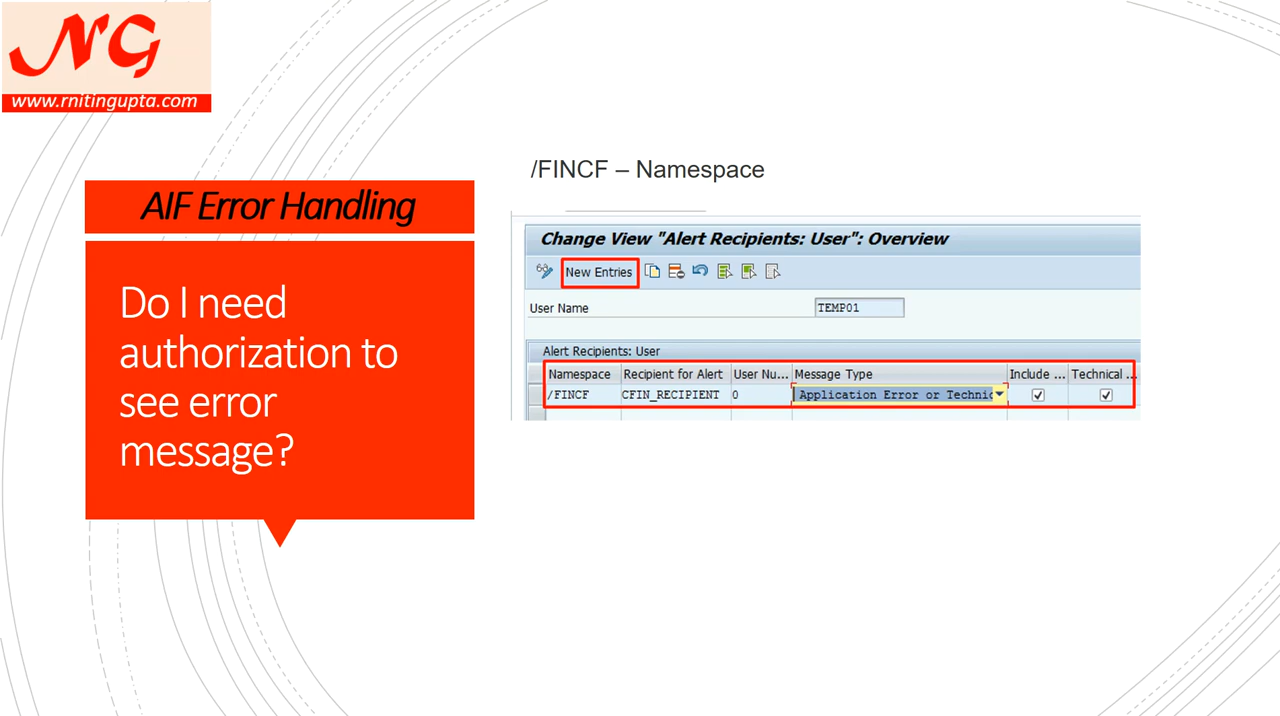 NG
www.rnitingupta.com
/FINCF – Namespace
AIF Error Handling
Do I need
authorization to
see error
message?
Change View "Alert Recipients: User": Overview
New Entries
User Name TEMP01
Alert Recipients: User
Namespace Recipient for Alert User Nu... Message Type Include ... Technical ...
/FINCF CFIN_RECIPIENT 0 Application Error or Technic